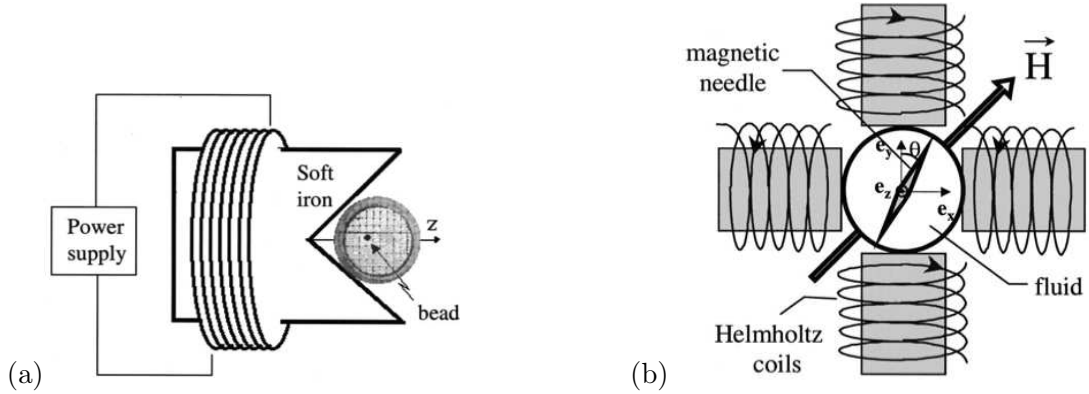 Power
supply
Soft
iron
z
bead
(a)
magnetic
needle
H
e_y
θ
e_z
e_x
fluid
Helmholtz
coils
(b)